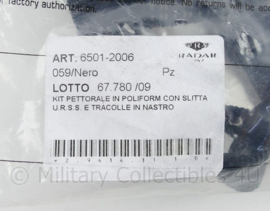 f factory authorization.
ART. 6501-2006
RADAR
059/Nero Pz
LOTTO 67.780 /09
KIT PETTORALE IN POLIFORM CON SLITTA
U.R.S.S. E TRACOLLE IN NASTRO
© Military Collectibles 4U